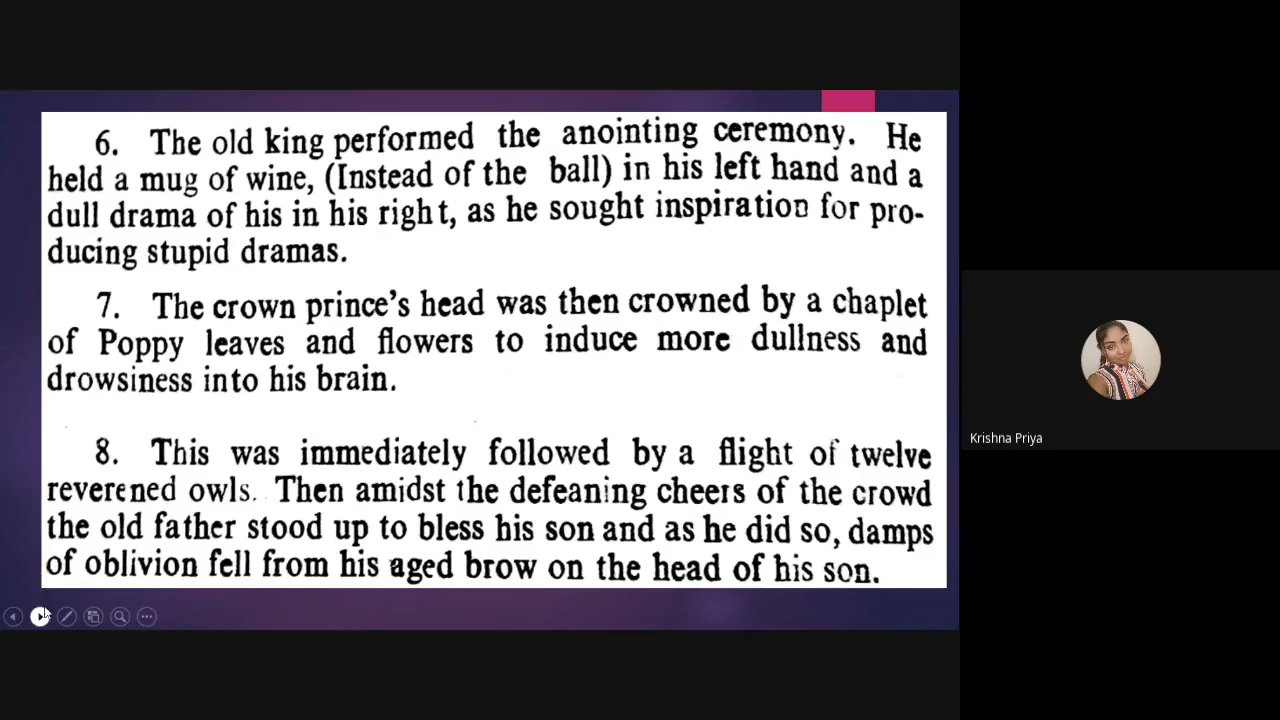 6. The old king performed the anointing ceremony. He
held a mug of wine, (Instead of the ball) in his left hand and a
dull drama of his in his right, as he sought inspiration for pro-
ducing stupid dramas.
7. The crown prince's head was then crowned by a chaplet
of Poppy leaves and flowers to induce more dullness and
drowsiness into his brain.
8. This was immediately followed by a flight of twelve
reverened owls. Then amidst the defeaning cheers of the crowd
the old father stood up to bless his son and as he did so, damps
of oblivion fell from his aged brow on the head of his son.
Krishna Priya